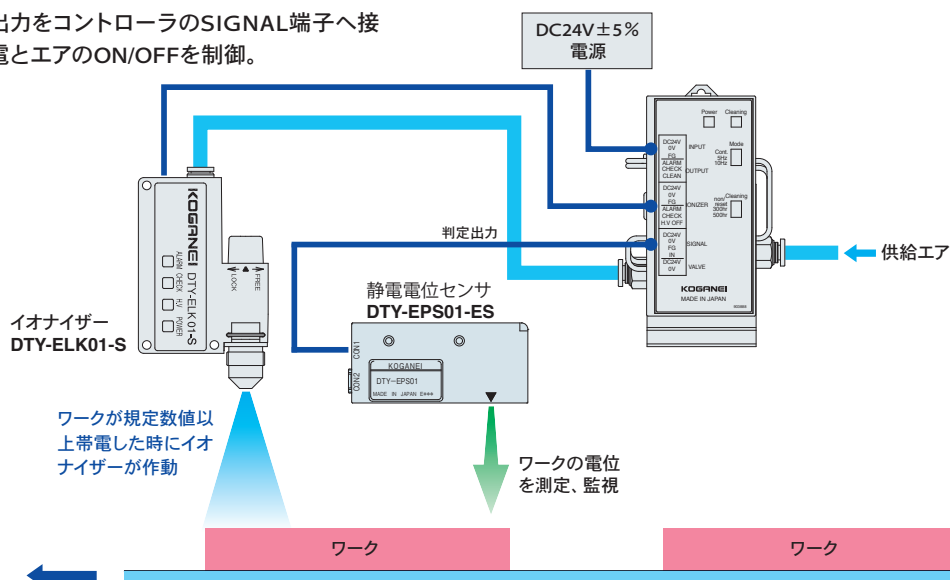 出力をコントローラのSIGNAL端子へ接
電とエアのON/OFFを制御。
DC24V±5%
電源
Power Cleaning
Mode
Cont.
5Hz
10Hz
DC24V
0V
FG
INPUT
ALARM
CHECK
CLEAN
OUTPUT
DC24V
0V
FG
ONIZER
ALARM
CHECK
H.V OFF
Cleaning
non/
reset
300hr
500hr
DC24V
0V
FG
IN
SIGNAL
DC24V
0V
VALVE
KOGANEI
MADE IN JAPAN
供給エア
判定出力
KOGANEI DTY-ELK01-S
ALARM CHECK H.V POWER
FREE
LOCK
イオナイザー
DTY-ELK01-S
静電電位センサ
DTY-EPS01-ES
CON1
CON2
KOGANEI
DTY-EPS01
MADE IN JAPAN E***
ワークが規定数値以
上帯電した時にイオ
ナイザーが作動
ワークの電位
を測定、監視
ワーク
ワーク